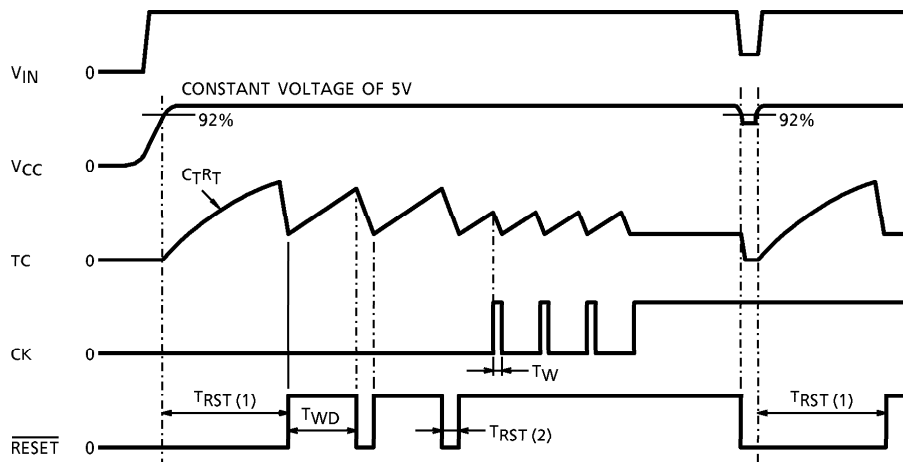 VIN 0
CONSTANT VOLTAGE OF 5V
92% 92%
VCC 0
CTRT
TC 0
CK 0
TW
TRST (1) TWD TRST (2) TRST (1)
RESET 0